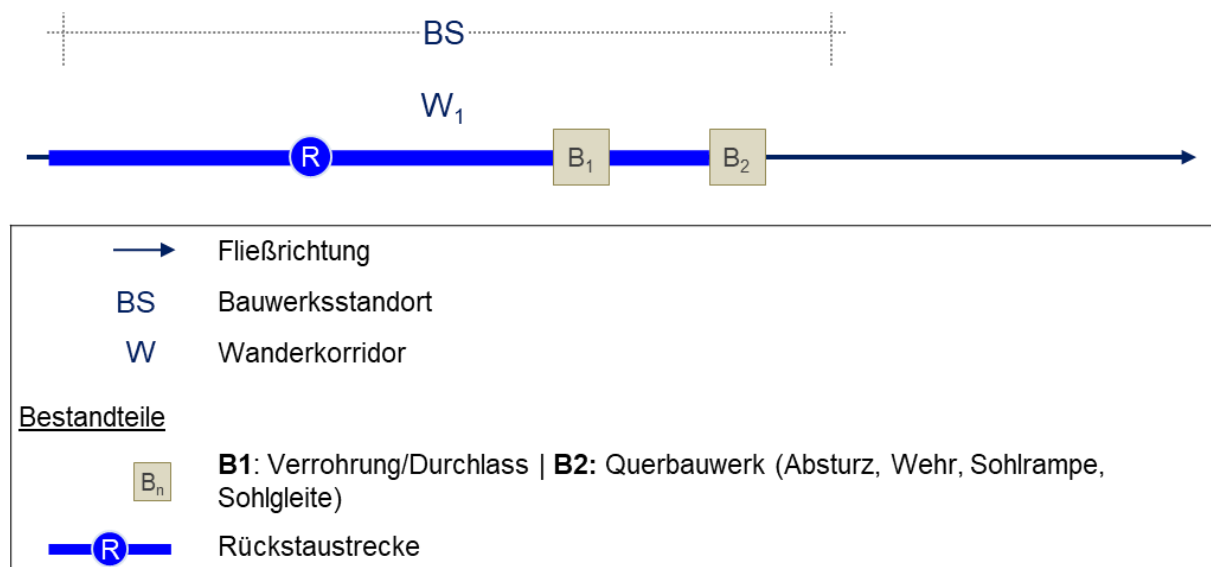 BS
W₁
R
B₁ B₂
Fließrichtung
BS Bauwerksstandort
W Wanderkorridor
Bestandteile
Bₙ B1: Verrohrung/Durchlass | B2: Querbauwerk (Absturz, Wehr, Sohlrampe,
Sohlgleite)
R Rückstaustrecke